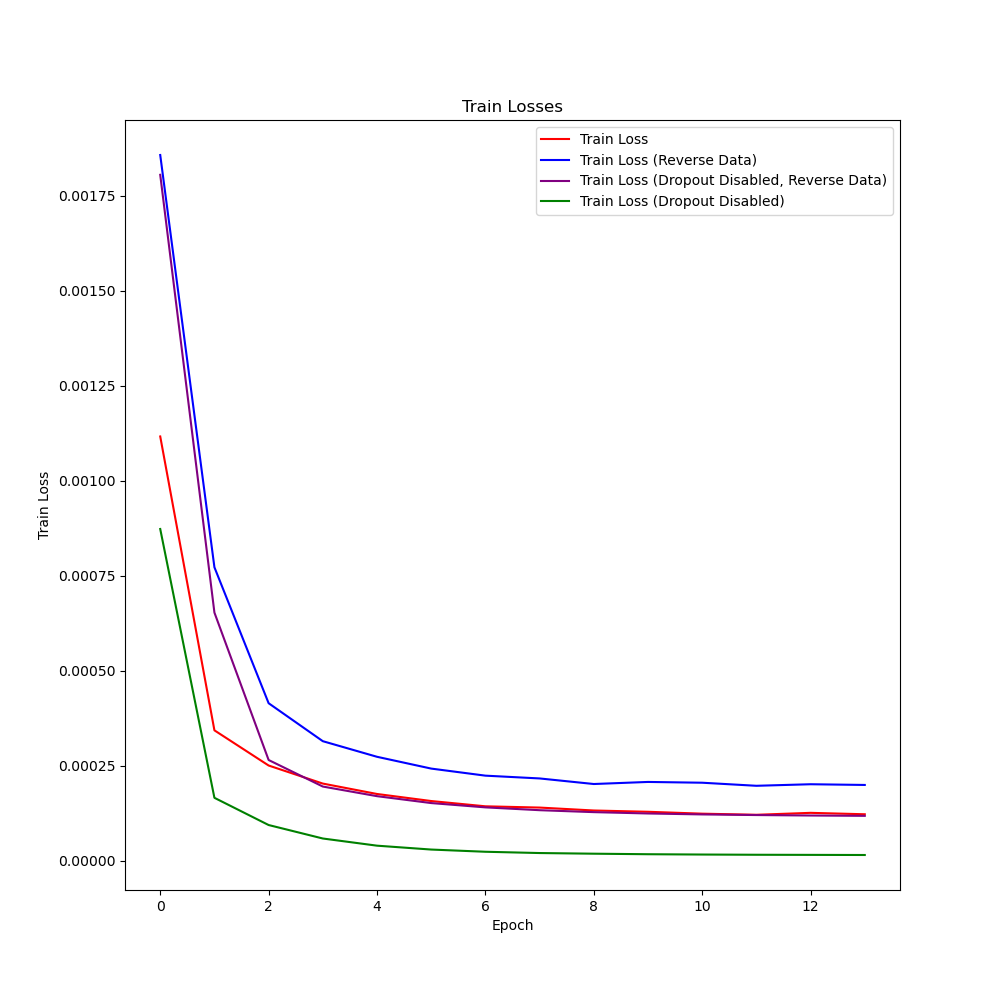 Train Losses
Train Loss
Train Loss (Reverse Data)
Train Loss (Dropout Disabled, Reverse Data)
Train Loss (Dropout Disabled)
0.00175
0.00150
0.00125
0.00100
0.00075
0.00050
0.00025
0.00000
Train Loss
0 2 4 6 8 10 12
Epoch